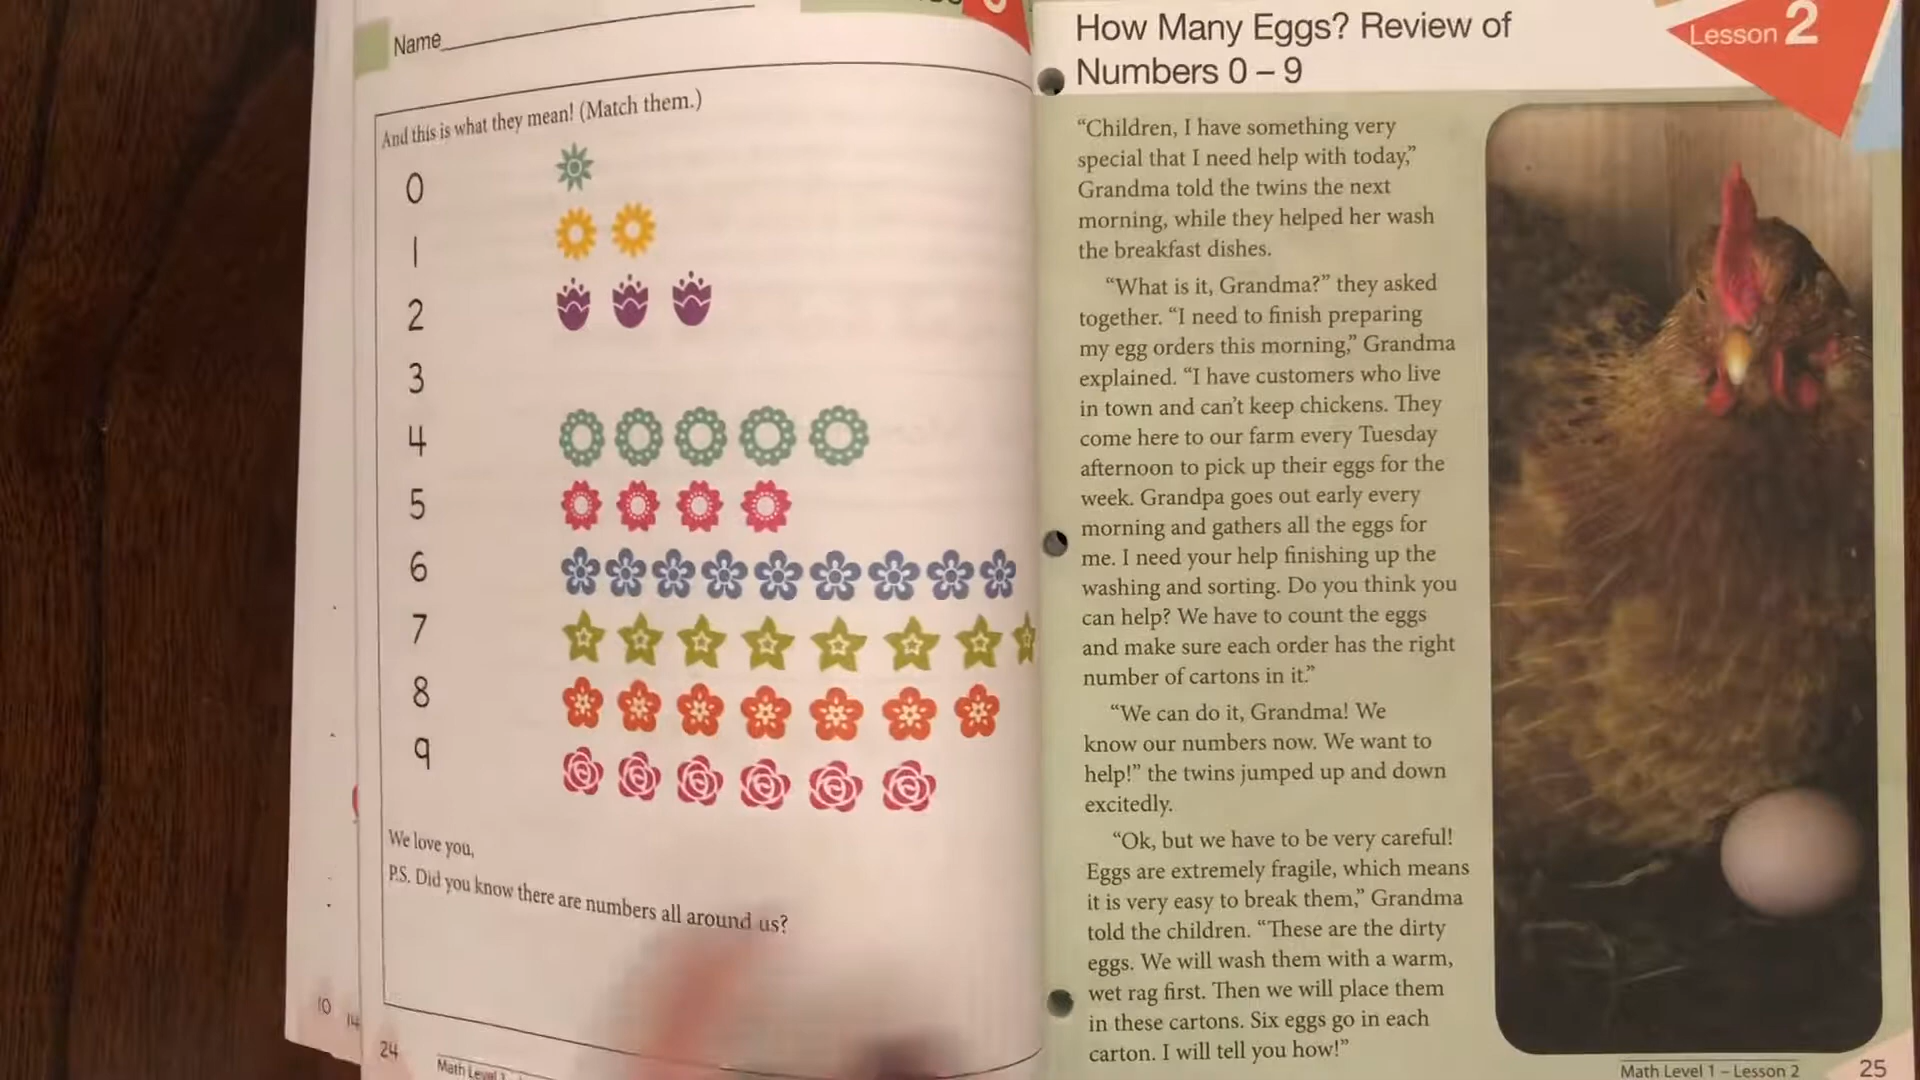 Name
And this is what they mean! (Match them.)
0
1
2
3
4
5
6
7
8
9
We love you,
P.S. Did you know there are numbers all around us?
10
14
24
Math Level
How Many Eggs? Review of
Numbers 0 – 9
Lesson 2
“Children, I have something very
special that I need help with today,”
Grandma told the twins the next
morning, while they helped her wash
the breakfast dishes.
“What is it, Grandma?” they asked
together. “I need to finish preparing
my egg orders this morning,” Grandma
explained. “I have customers who live
in town and can’t keep chickens. They
come here to our farm every Tuesday
afternoon to pick up their eggs for the
week. Grandpa goes out early every
morning and gathers all the eggs for
me. I need your help finishing up the
washing and sorting. Do you think you
can help? We have to count the eggs
and make sure each order has the right
number of cartons in it.”
“We can do it, Grandma! We
know our numbers now. We want to
help!” the twins jumped up and down
excitedly.
“Ok, but we have to be very careful!
Eggs are extremely fragile, which means
it is very easy to break them,” Grandma
told the children. “These are the dirty
eggs. We will wash them with a warm,
wet rag first. Then we will place them
in these cartons. Six eggs go in each
carton. I will tell you how!”
Math Level 1 – Lesson 2
25